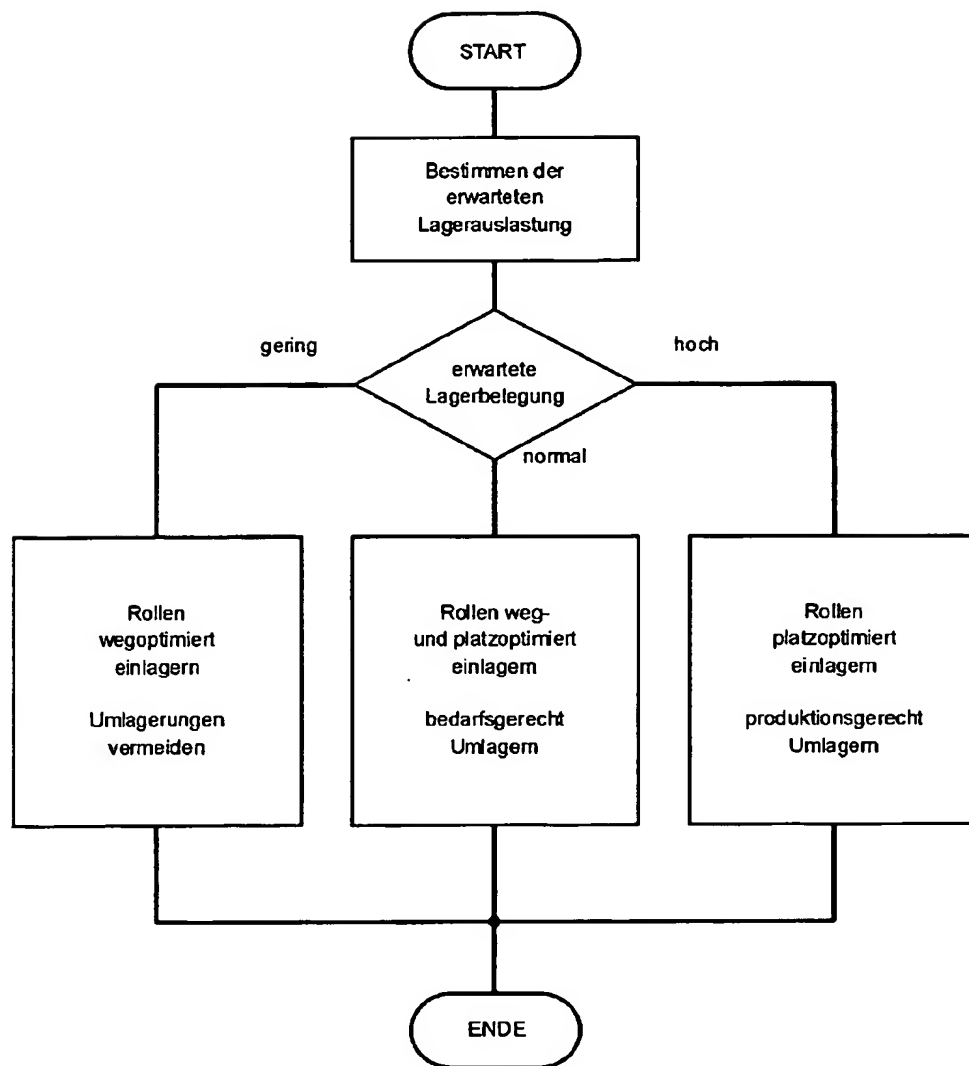 START
Bestimmen der
erwarteten
Lagerauslastung
gering
hoch
erwartete
Lagerbelegung
normal
Rollen
wegoptimiert
einlagern
Umlagerungen
vermeiden
Rollen weg-
und platzoptimiert
einlagern
bedarfsgerecht
Umlagern
Rollen
platzoptimiert
einlagern
produktionsgerecht
Umlagern
ENDE